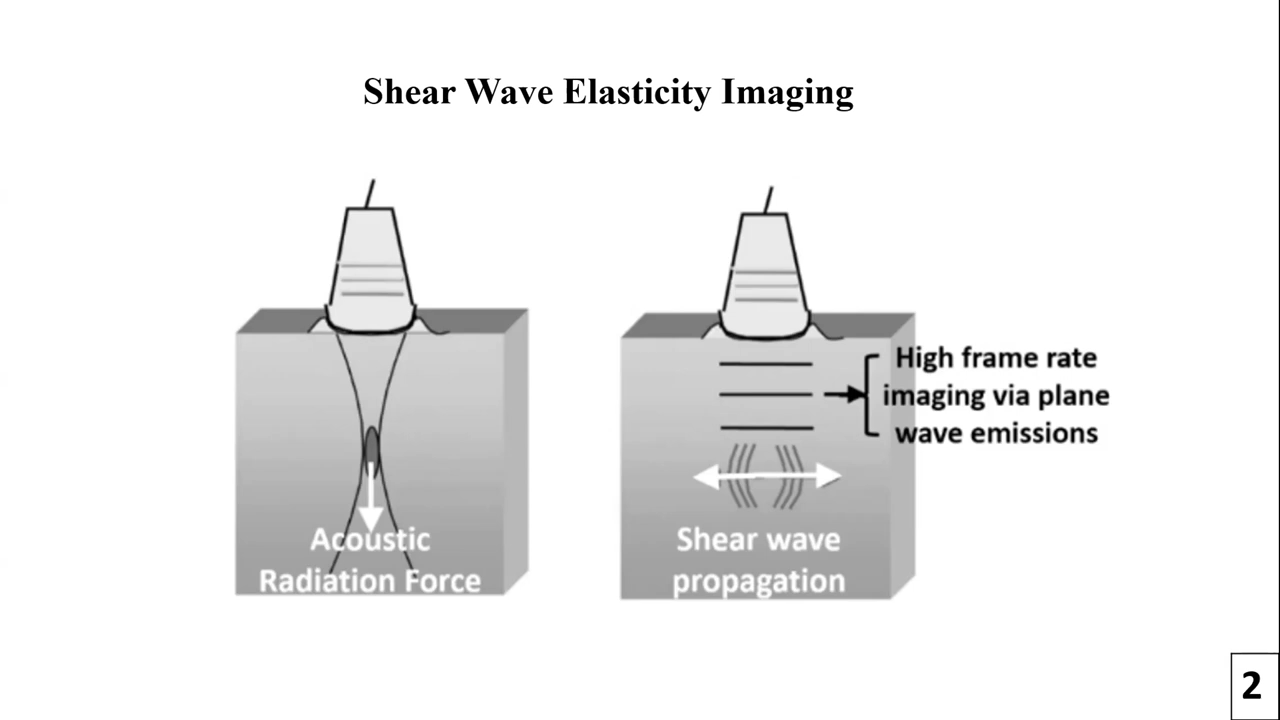 Shear Wave Elasticity Imaging
Acoustic
Radiation Force
High frame rate
imaging via plane
wave emissions
Shear wave
propagation
2